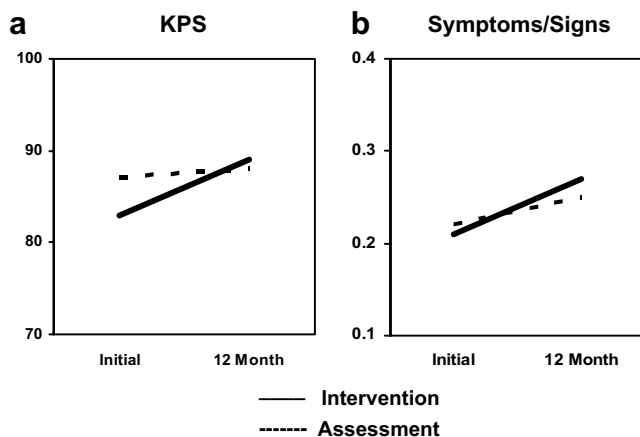 a KPS
100
90
80
70
Initial 12 Month
b Symptoms/Signs
0.4
0.3
0.2
0.1
Initial 12 Month
Intervention
Assessment